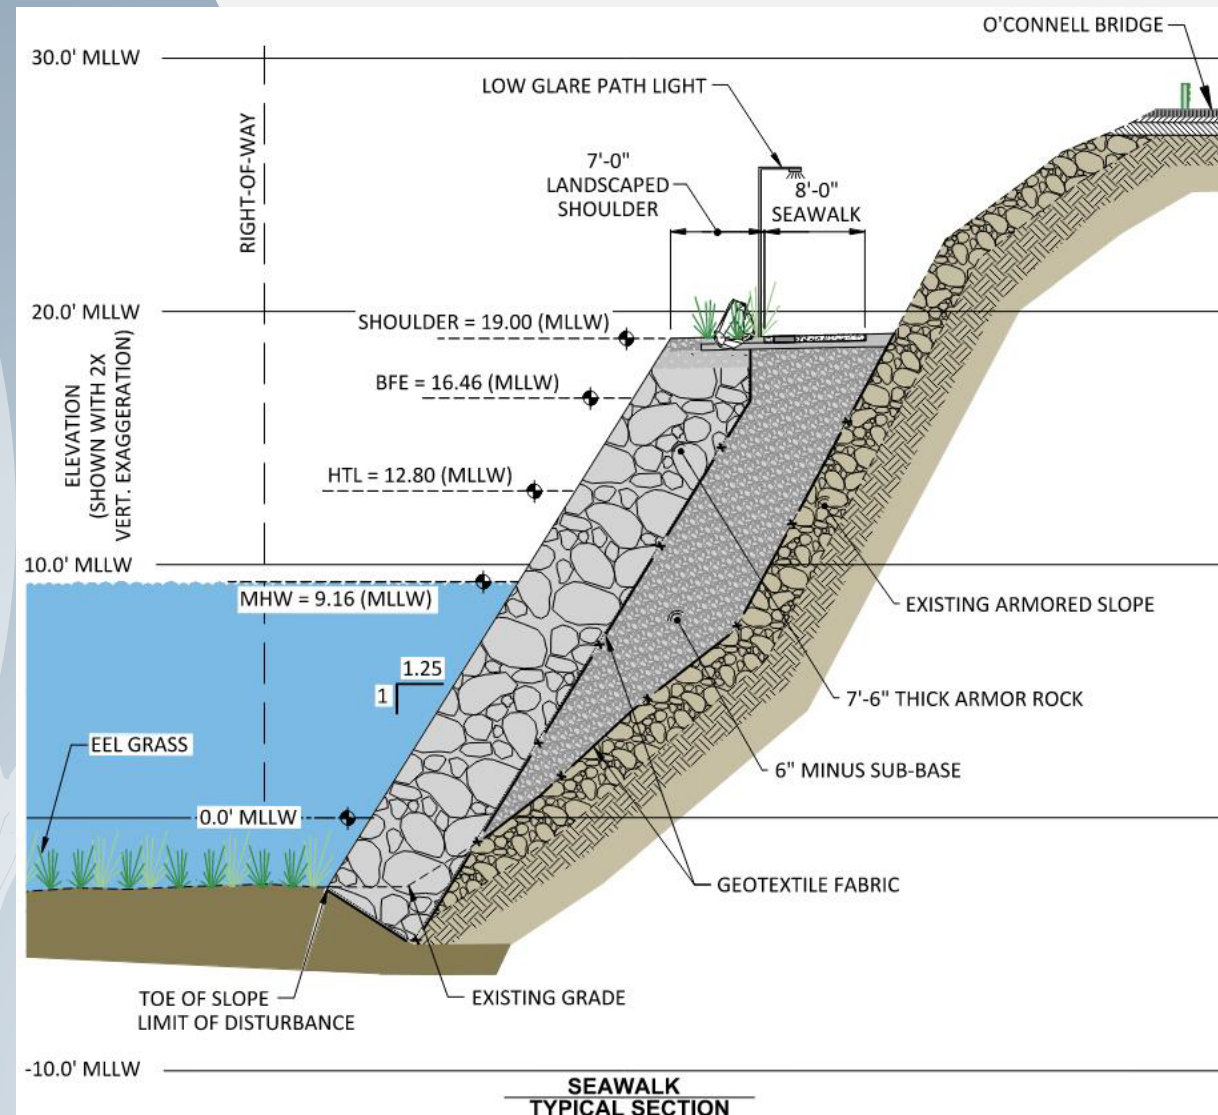 O'CONNELL BRIDGE
30.0' MLLW
LOW GLARE PATH LIGHT
RIGHT-OF-WAY
7'-0"
LANDSCAPED
SHOULDER
8'-0"
SEAWALK
20.0' MLLW
SHOULDER = 19.00 (MLLW)
BFE = 16.46 (MLLW)
ELEVATION
(SHOWN WITH 2X
VERT. EXAGGERATION)
HTL = 12.80 (MLLW)
10.0' MLLW
MHW = 9.16 (MLLW)
EXISTING ARMORED SLOPE
1.25
1
7'-6" THICK ARMOR ROCK
EEL GRASS
6" MINUS SUB-BASE
0.0' MLLW
GEOTEXTILE FABRIC
TOE OF SLOPE
LIMIT OF DISTURBANCE
EXISTING GRADE
-10.0' MLLW
SEAWALK
TYPICAL SECTION